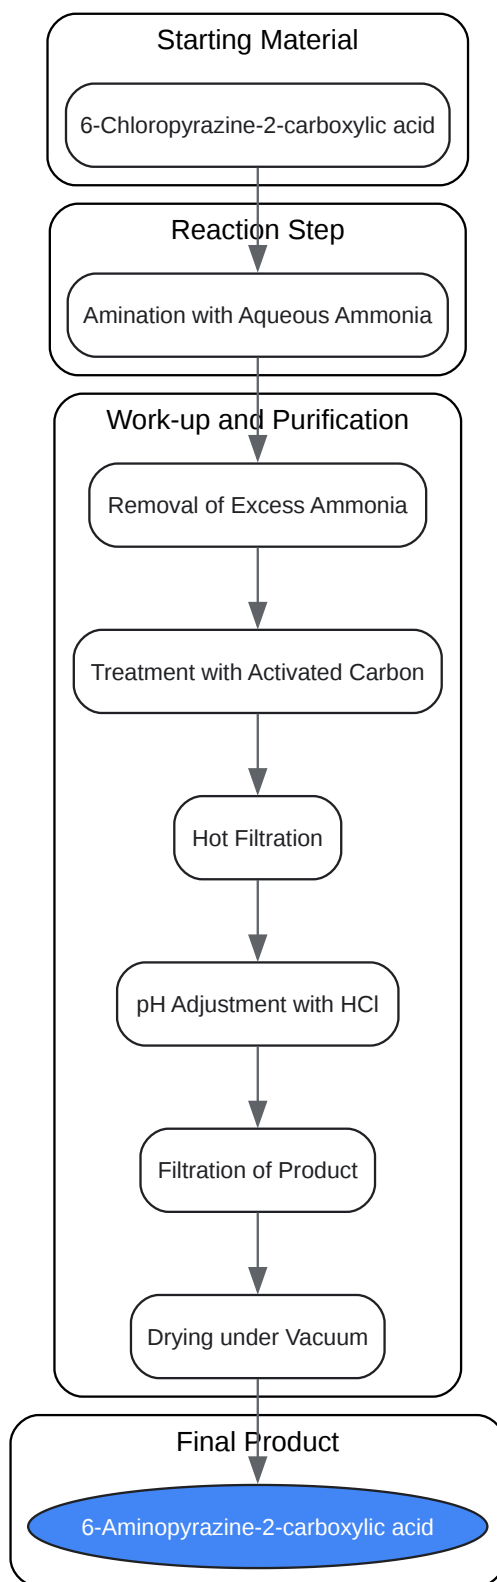 Starting Material
6-Chloropyrazine-2-carboxylic acid
Reaction Step
Amination with Aqueous Ammonia
Work-up and Purification
Removal of Excess Ammonia
Treatment with Activated Carbon
Hot Filtration
pH Adjustment with HCl
Filtration of Product
Drying under Vacuum
Final Product
6-Aminopyrazine-2-carboxylic acid